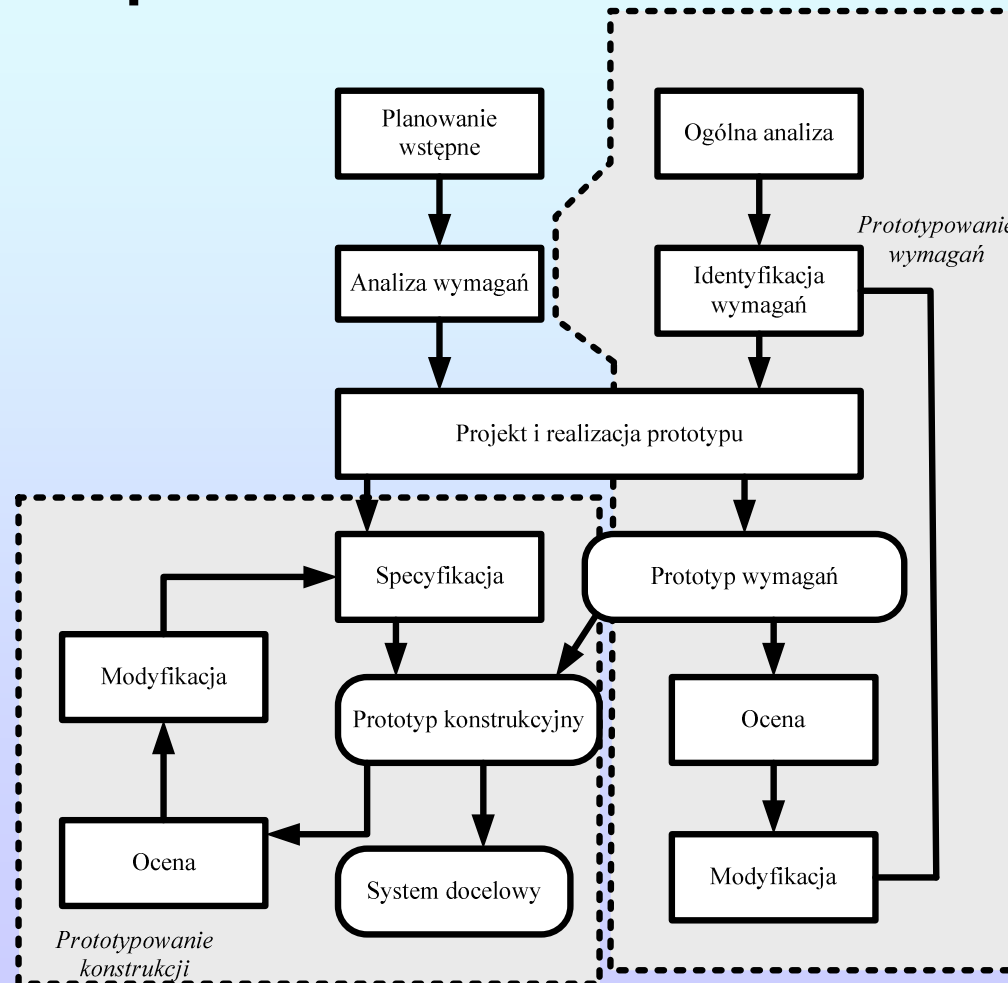 Planowanie
wstępne
Ogólna analiza
Prototypowanie
wymagań
Analiza wymagań
Identyfikacja
wymagań
Projekt i realizacja prototypu
Specyfikacja
Prototyp wymagań
Modyfikacja
Prototyp konstrukcyjny
Ocena
Ocena
System docelowy
Modyfikacja
Prototypowanie
konstrukcji